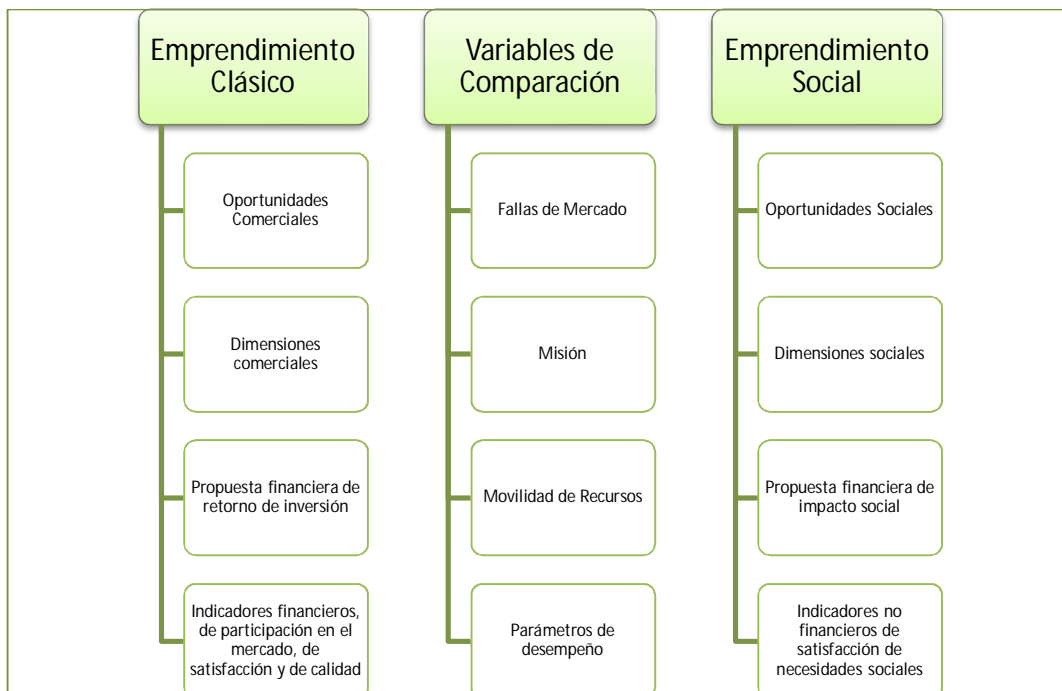 Emprendimiento
Clásico
Oportunidades
Comerciales
Dimensiones
comerciales
Propuesta financiera de
retorno de inversión
Indicadores financieros,
de participación en el
mercado, de
satisfacción y de calidad
Variables de
Comparación
Fallas de Mercado
Misión
Movilidad de Recursos
Parámetros de
desempeño
Emprendimiento
Social
Oportunidades Sociales
Dimensiones sociales
Propuesta financiera de
impacto social
Indicadores no
financieros de
satisfacción de
necesidades sociales